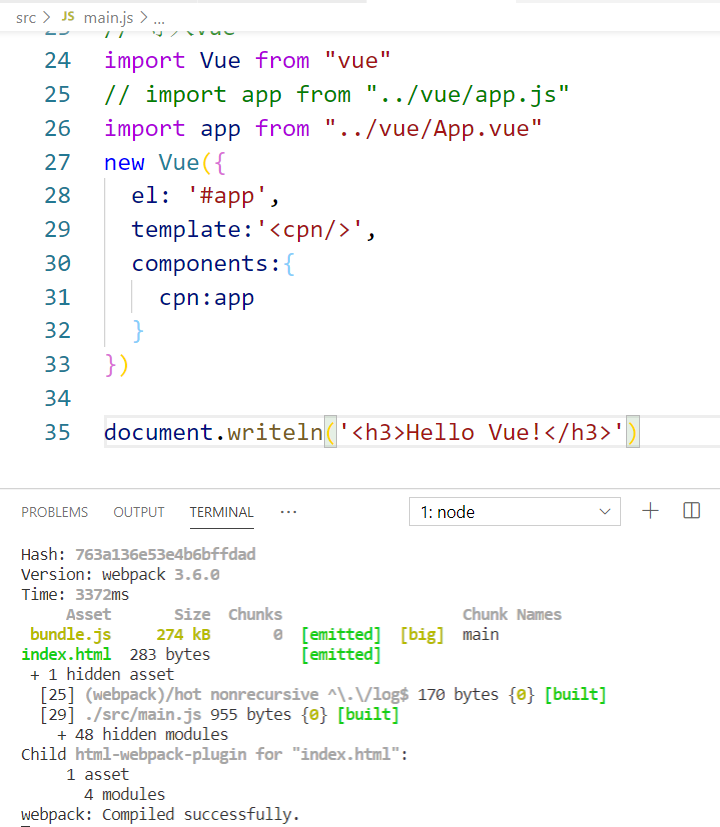 src > JS main.js > ...
24 import Vue from "vue"
25 // import app from "../vue/app.js"
26 import app from "../vue/App.vue"
27 new Vue({
28   el: '#app',
29   template:'<cpn/>',
30   components:{
31     cpn:app
32   }
33 })
34
35 document.writeln('<h3>Hello Vue!</h3>')
PROBLEMS OUTPUT TERMINAL ... 1: node
Hash: 763a136e53e4b6bffdad
Version: webpack 3.6.0
Time: 3372ms
Asset Size Chunks Chunk Names
bundle.js 274 kB 0 [emitted] [big] main
index.html 283 bytes [emitted]
+ 1 hidden asset
[25] (webpack)/hot nonrecursive ^\.\/log$ 170 bytes {0} [built]
[29] ./src/main.js 955 bytes {0} [built]
+ 48 hidden modules
Child html-webpack-plugin for "index.html":
1 asset
4 modules
webpack: Compiled successfully.